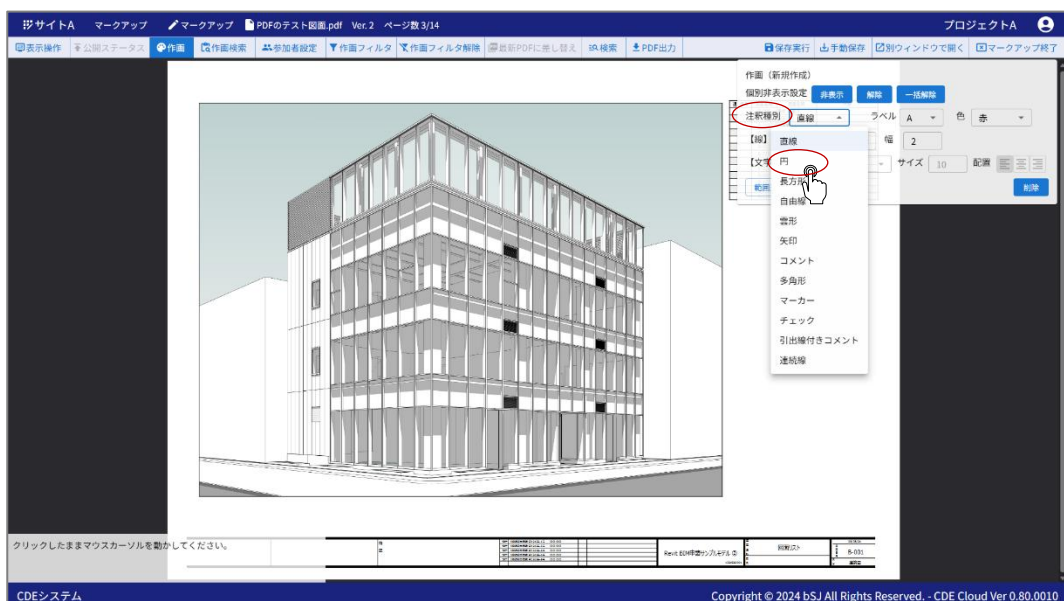 サイトA マークアップ マークアップ PDFのテスト図面.pdf Ver. 2 ページ数 3/14 プロジェクトA
表示操作 公開ステータス 作画 作画検索 参加者設定 作画フィルタ 作画フィルタ解除 最新PDFに差し替え 検索 PDF出力 保存実行 手動保存 別ウィンドウで開く マークアップ終了
作画（新規作成）
個別非表示設定 非表示 解除 一括解除
注釈種別 直線 ラベル A 色 赤
【線】 幅 2
【文字 サイズ 10 配置
範囲 削除
直線
円
長方形
自由線
雲形
矢印
コメント
多角形
マーカー
チェック
引出線付きコメント
連続線
クリックしたままマウスカーソルを動かしてください。
図面リスト
B-001
CDEシステム Copyright © 2024 bSJ All Rights Reserved. - CDE Cloud Ver 0.80.0010